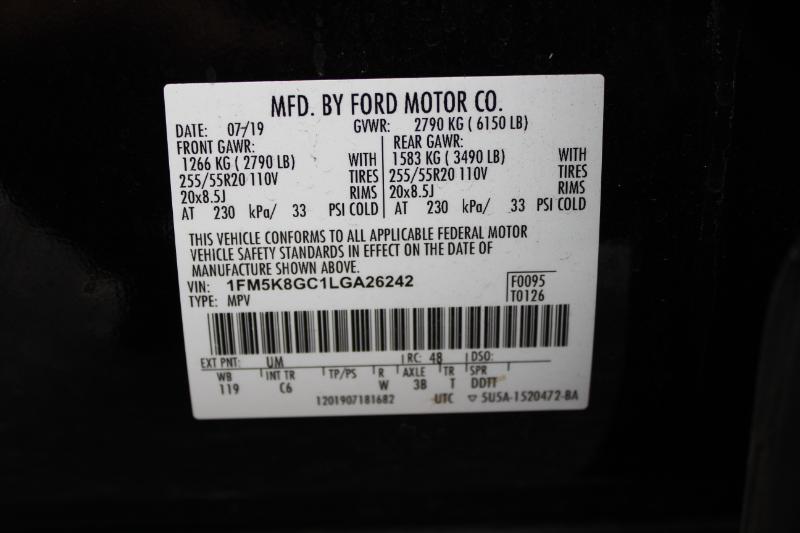 MFD. BY FORD MOTOR CO.
DATE: 07/19 GVWR: 2790 KG ( 6150 LB)
FRONT GAWR: REAR GAWR:
1266 KG ( 2790 LB) WITH 1583 KG ( 3490 LB) WITH
255/55R20 110V TIRES 255/55R20 110V TIRES
20x8.5J RIMS 20x8.5J RIMS
AT 230 kPa/ 33 PSI COLD AT 230 kPa/ 33 PSI COLD
THIS VEHICLE CONFORMS TO ALL APPLICABLE FEDERAL MOTOR
VEHICLE SAFETY STANDARDS IN EFFECT ON THE DATE OF
MANUFACTURE SHOWN ABOVE.
VIN: 1FM5K8GC1LGA26242 F0095
TYPE: MPV T0126
EXT PNT: UM RC: 48 DSO:
WB INT TR TP/PS R AXLE TR SPR
119 C6 W 3B T DDTT
1201907181682 UTC ▽ 5U5A-1520472-BA